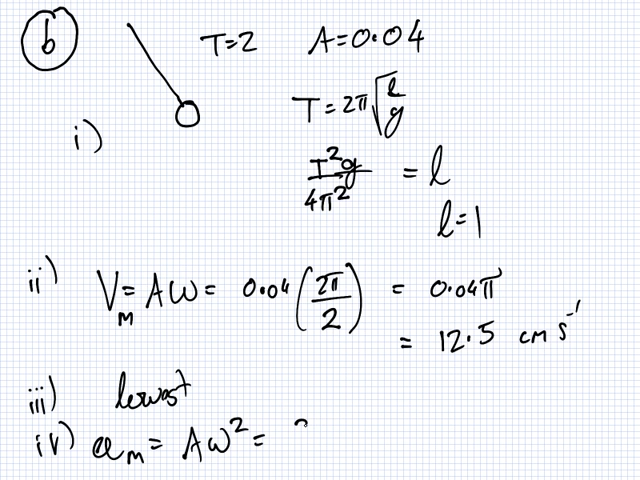 b T=2 A=0.04
i) T=2π√(l/g)
T²g/4π² = l
l=1
ii) V_M = Aω = 0.04(2π/2) = 0.04π
= 12.5 cm s⁻¹
iii) lowest
iv) a_m = Aω² =